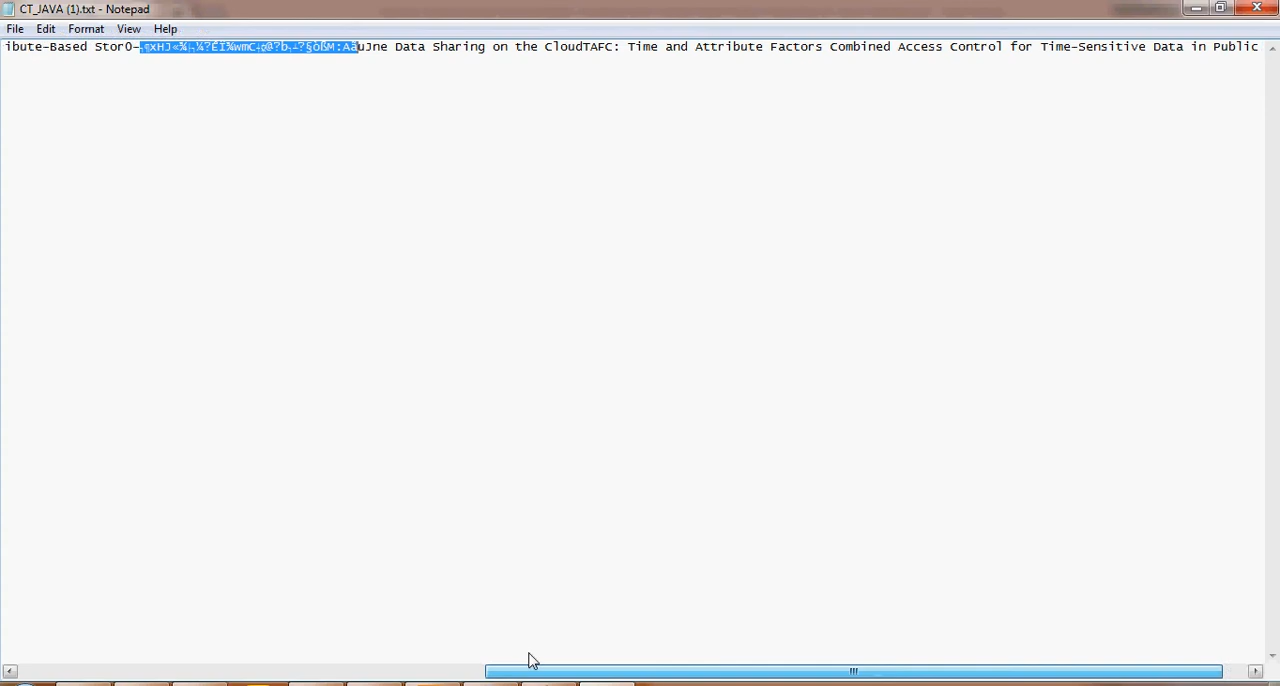 CT_JAVA (1).txt - Notepad
File Edit Format View Help
ibute-Based Stor0- uJne Data Sharing on the CloudTAFC: Time and Attribute Factors Combined Access Control for Time-Sensitive Data in Public